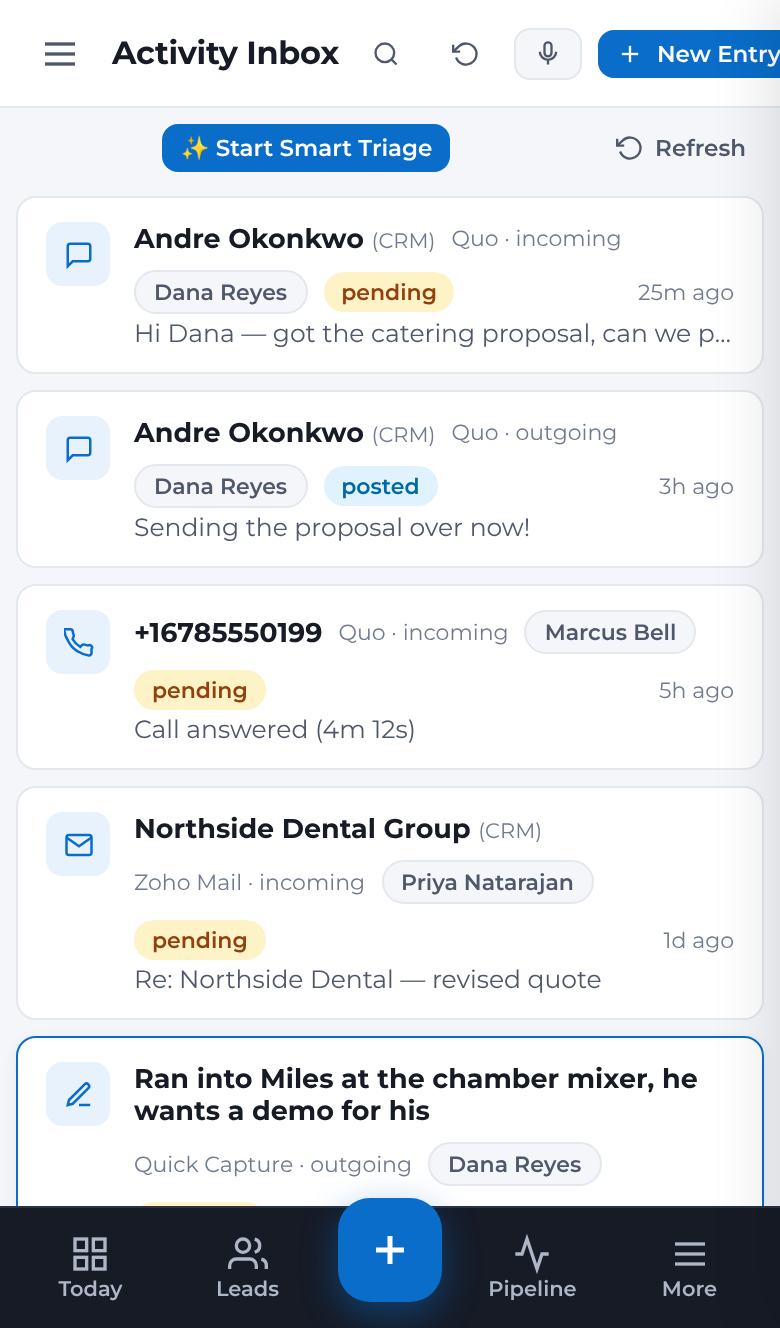 Activity Inbox
New Entry
✨ Start Smart Triage
Refresh
Andre Okonkwo (CRM) Quo · incoming
Dana Reyes pending 25m ago
Hi Dana — got the catering proposal, can we p...
Andre Okonkwo (CRM) Quo · outgoing
Dana Reyes posted 3h ago
Sending the proposal over now!
+16785550199 Quo · incoming Marcus Bell
pending 5h ago
Call answered (4m 12s)
Northside Dental Group (CRM)
Zoho Mail · incoming Priya Natarajan
pending 1d ago
Re: Northside Dental — revised quote
Ran into Miles at the chamber mixer, he
wants a demo for his
Quick Capture · outgoing Dana Reyes
Today Leads Pipeline More